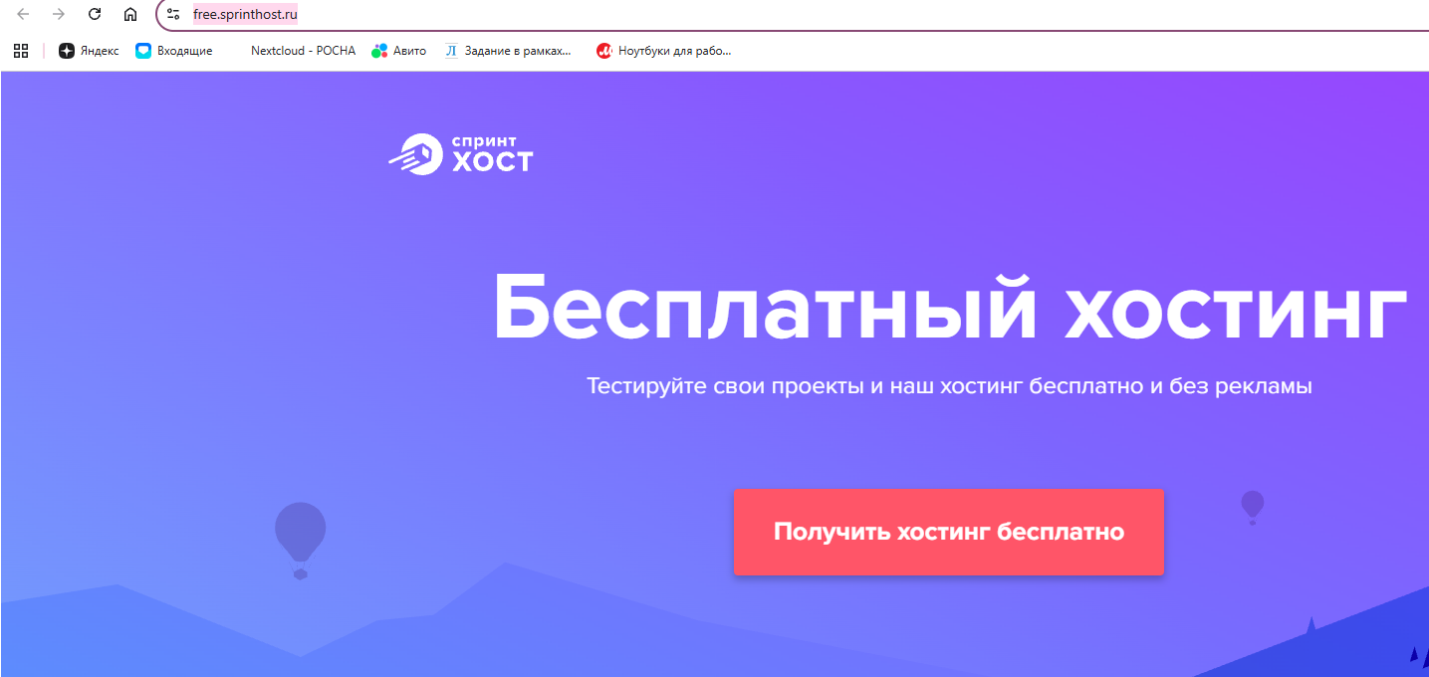 free.sprinthost.ru
Яндекс Входящие Nextcloud - РОСНА Авито Задание в рамках... Ноутбуки для рабо...
спринт
хост
Бесплатный хостинг
Тестируйте свои проекты и наш хостинг бесплатно и без рекламы
Получить хостинг бесплатно